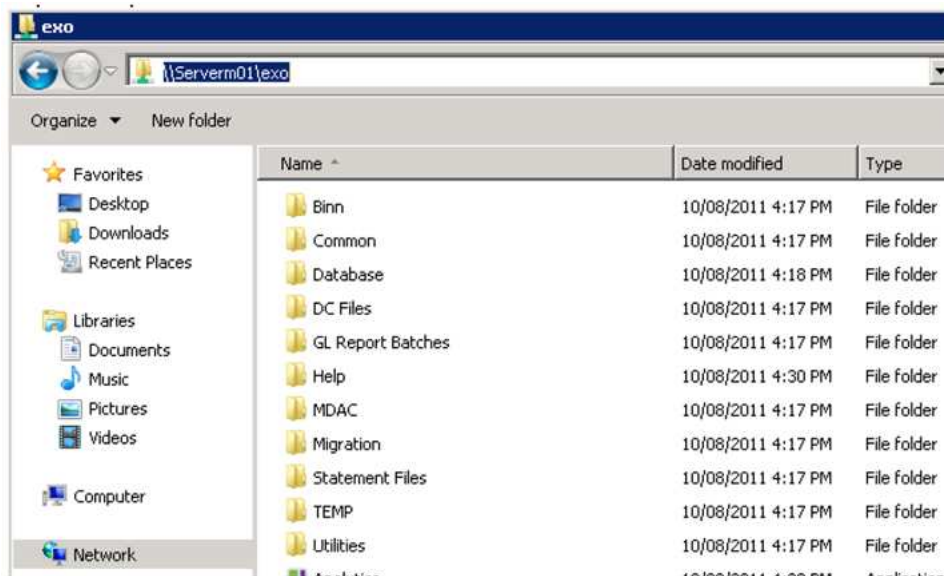 exo
\\Serverm01\exo
Organize New folder
Name Date modified Type
Favorites
Desktop
Downloads
Recent Places
Libraries
Documents
Music
Pictures
Videos
Computer
Network
Binn 10/08/2011 4:17 PM File folder
Common 10/08/2011 4:17 PM File folder
Database 10/08/2011 4:18 PM File folder
DC Files 10/08/2011 4:17 PM File folder
GL Report Batches 10/08/2011 4:17 PM File folder
Help 10/08/2011 4:30 PM File folder
MDAC 10/08/2011 4:17 PM File folder
Migration 10/08/2011 4:17 PM File folder
Statement Files 10/08/2011 4:17 PM File folder
TEMP 10/08/2011 4:17 PM File folder
Utilities 10/08/2011 4:17 PM File folder